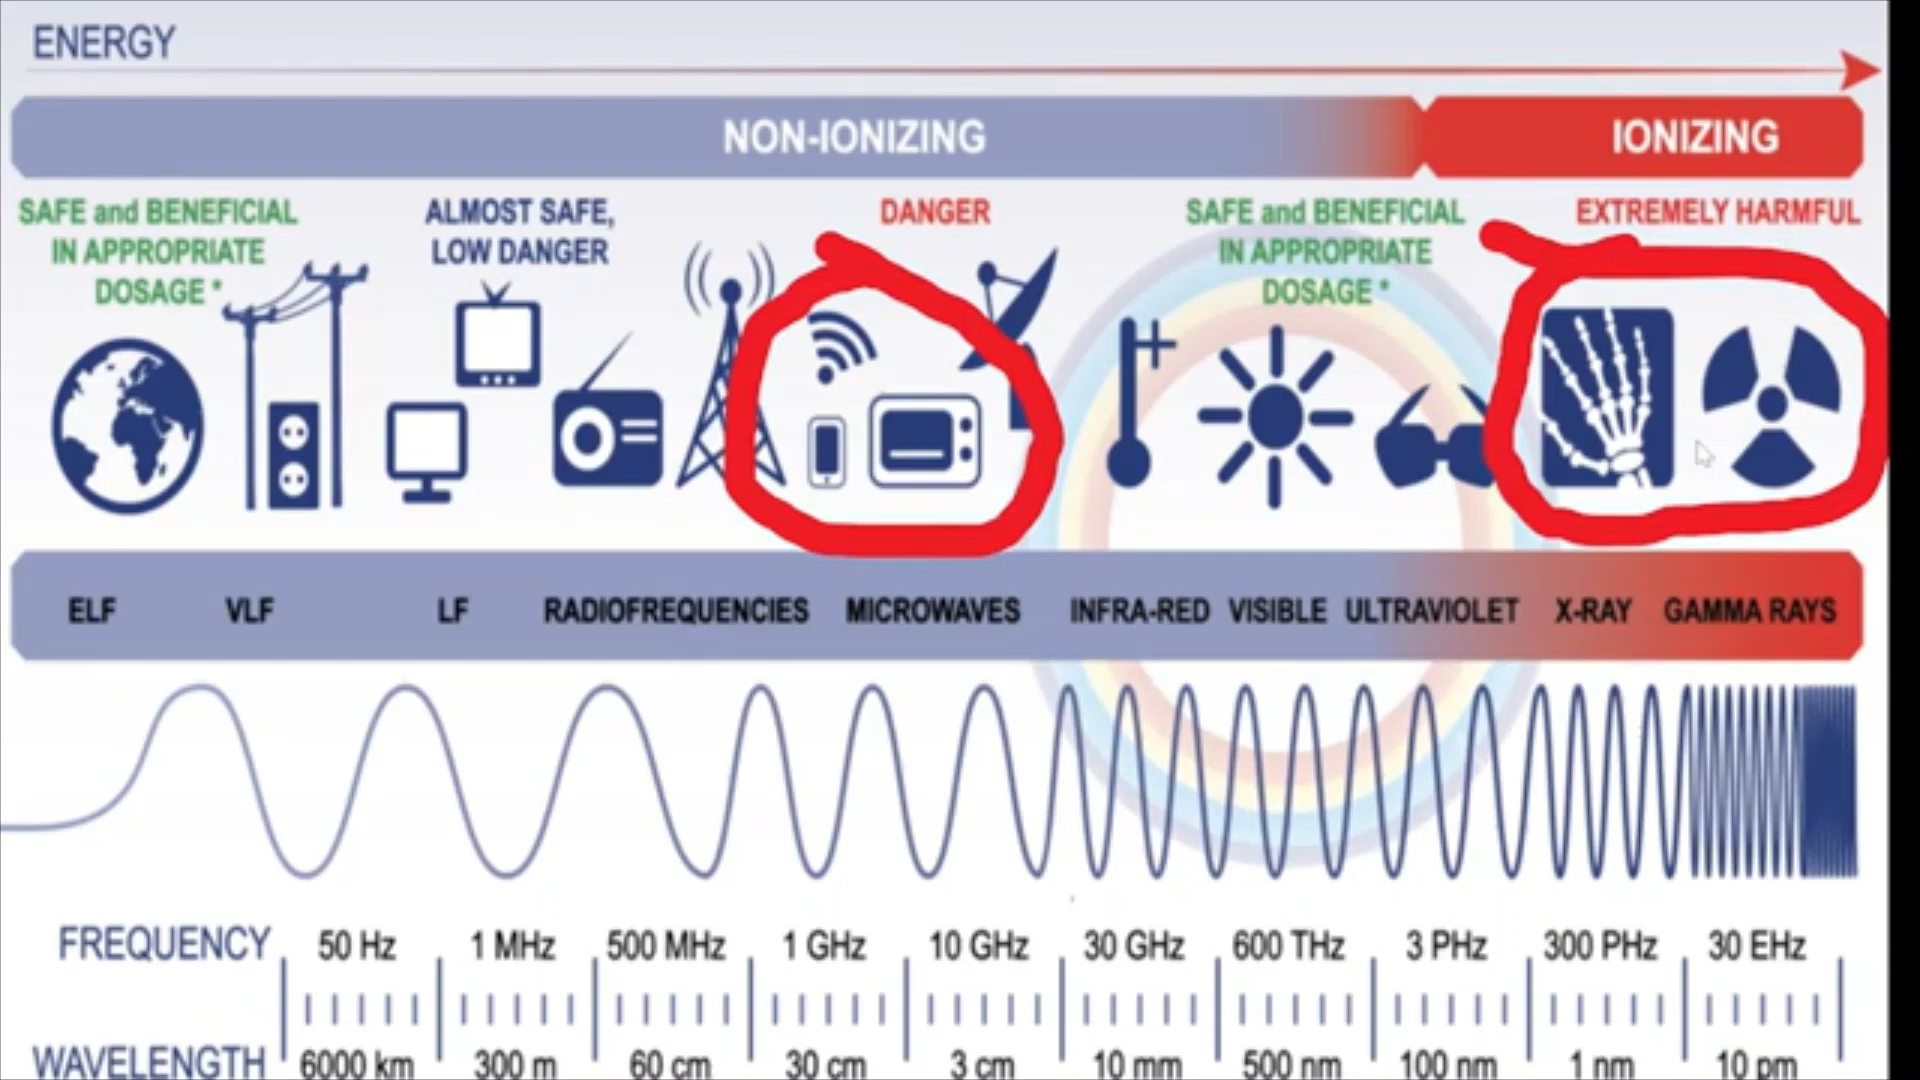 ENERGY
NON-IONIZING
IONIZING
SAFE and BENEFICIAL
IN APPROPRIATE
DOSAGE *
ALMOST SAFE,
LOW DANGER
DANGER
SAFE and BENEFICIAL
IN APPROPRIATE
DOSAGE *
EXTREMELY HARMFUL
ELF VLF LF RADIOFREQUENCIES MICROWAVES INFRA-RED VISIBLE ULTRAVIOLET X-RAY GAMMA RAYS
FREQUENCY 50 Hz 1 MHz 500 MHz 1 GHz 10 GHz 30 GHz 600 THz 3 PHz 300 PHz 30 EHz
WAVELENGTH 6000 km 300 m 60 cm 30 cm 3 cm 10 mm 500 nm 100 nm 1 nm 10 pm